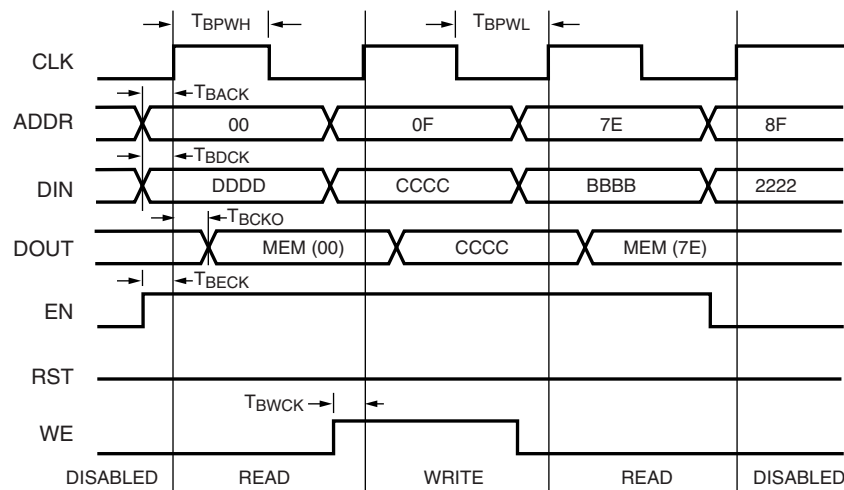 TBPWH TBPWL
CLK
TBACK
ADDR 00 0F 7E 8F
TBDCK
DIN DDDD CCCC BBBB 2222
TBCKO
DOUT MEM (00) CCCC MEM (7E)
TBECK
EN
RST
TBWCK
WE
DISABLED READ WRITE READ DISABLED